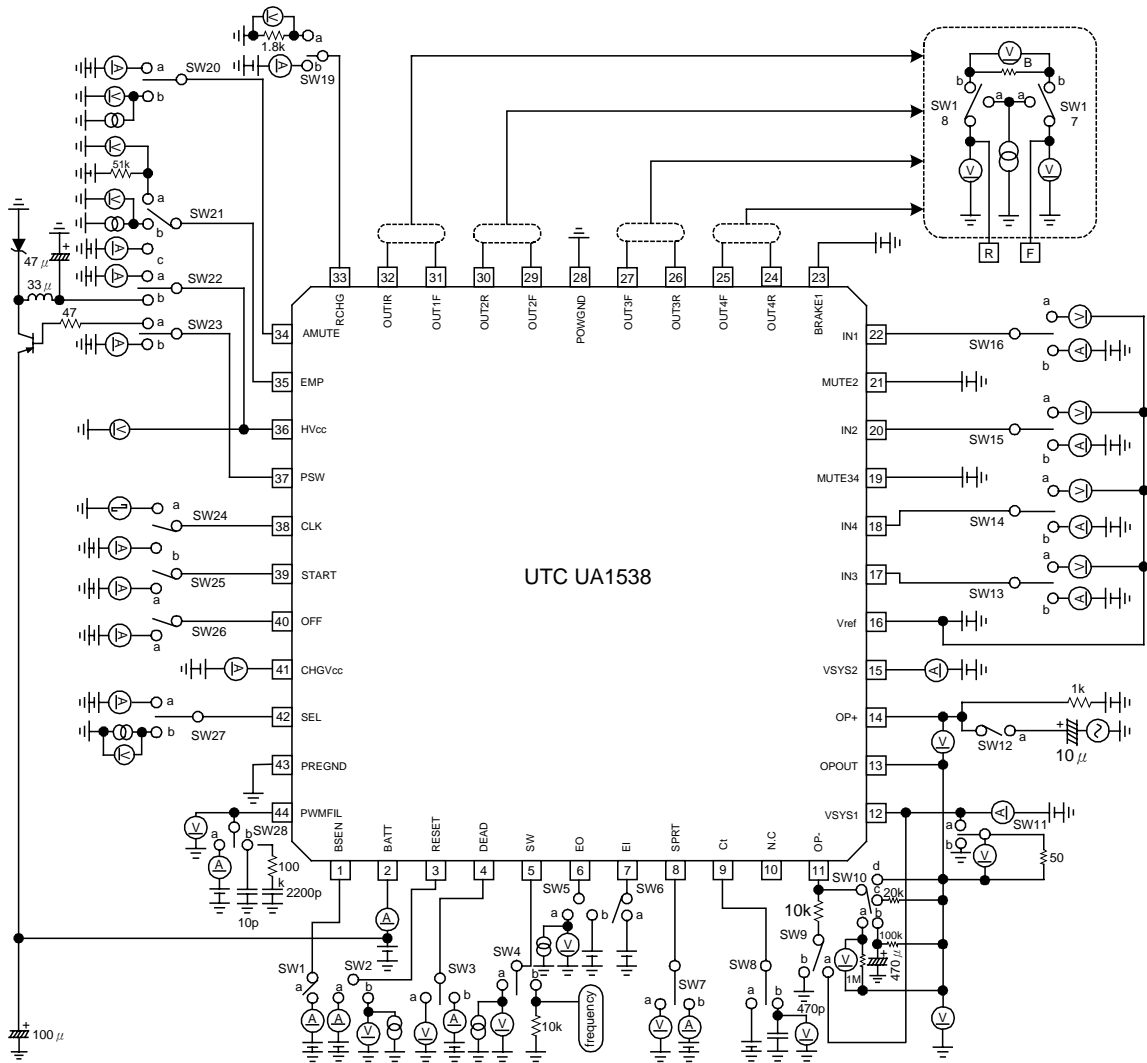 V
a
1.8k
A
b
SW19
A
a
SW20
V
b
V
51k
a
V
b
SW21
A
c
A
a
SW22
b
47 μ
+
33 μ
47
a
SW23
A
b
V
B
b
b
SW1
8
a
a
SW1
7
V
V
R
F
33
32
31
30
29
28
27
26
25
24
23
RCHG
OUTIR
OUT1F
OUT2R
OUT2F
POWGND
OUT3F
OUT3R
OUT4F
OUT4R
BRAKE1
34
AMUTE
35
EMP
V
36
HVcc
37
PSW
a
38
CLK
SW24
A
b
39
START
SW25
A
a
40
OFF
SW26
A
a
A
41
CHGVcc
A
a
42
SEL
b
SW27
V
43
PREGND
44
PWMFIL
UTC UA1538
IN1
22
SW16
a
V
b
A
MUTE2
21
IN2
20
SW15
a
V
b
A
MUTE34
19
IN4
18
SW14
a
V
b
A
IN3
17
SW13
a
V
b
A
Vref
16
VSYS2
15
A
OP+
14
1k
SW12
a
+
10 μ
V
OPOUT
13
VSYS1
12
A
SW11
a
b
V
50
BSEN
BATT
RESET
DEAD
SW
EO
EI
SPRT
Ct
N.C
OP-
1
2
3
4
5
6
7
8
9
10
11
V
a
b
SW28
A
100
k
2200p
10p
A
SW1
a
A
SW2
a
b
A
V
SW3
a
b
V
A
SW4
a
b
V
10k
frequency
SW5
a
b
V
SW6
a
SW7
a
b
V
A
SW8
a
b
470p
V
10k
SW9
b
a
SW10
d
c
20k
b
a
100k
V
1M
+
470 μ
V
+
100 μ